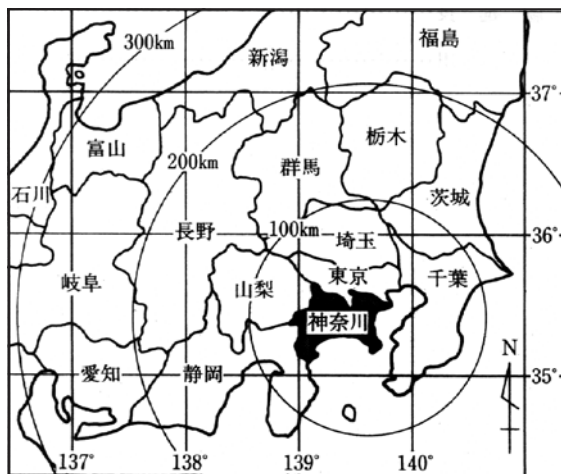 300km
新潟
福島
37°
富山
200km
群馬
栃木
石川
茨城
長野
100km
埼玉
36°
岐阜
山梨
東京
千葉
神奈川
N
愛知
静岡
35°
137°
138°
139°
140°